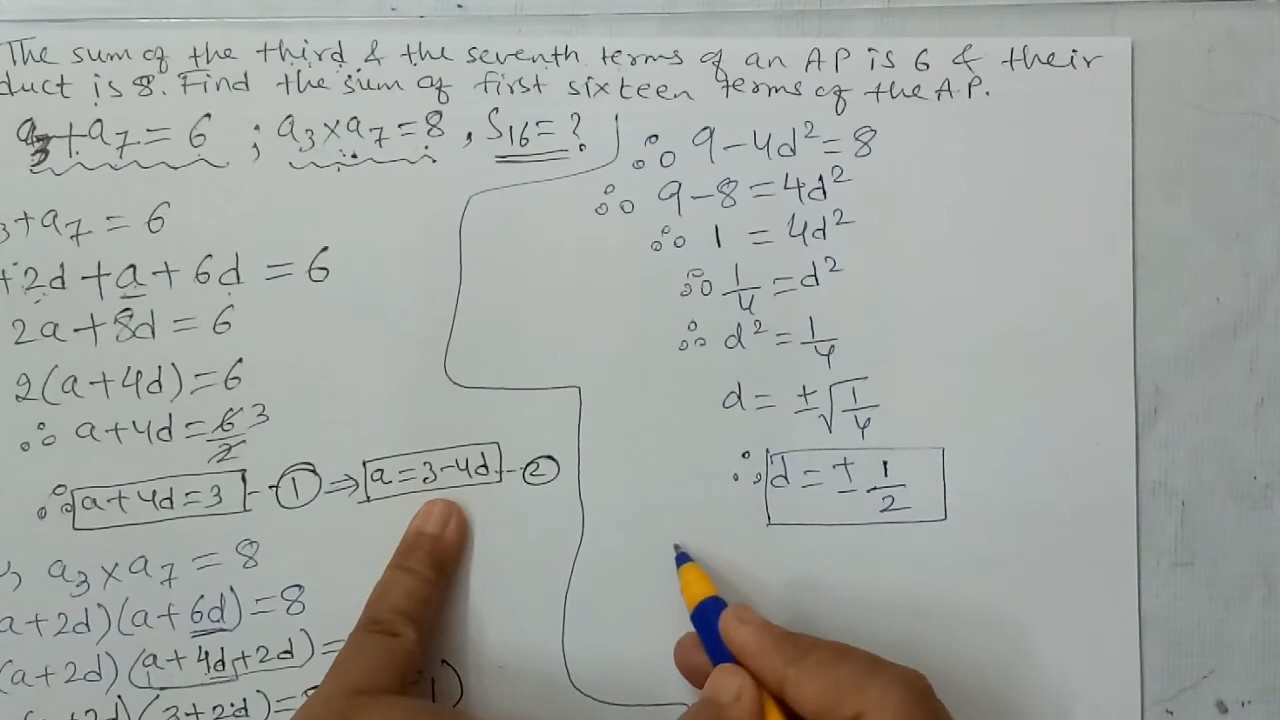 The sum of the third & the seventh terms of an AP is 6 & their
duct is 8. Find the sum of first sixteen terms of the A.P.
a₃+a₇=6 ; a₃×a₇=8, S₁₆=?
₃+a₇=6
+2d+a+6d=6
2a+8d=6
2(a+4d)=6
∴ a+4d=6/2 3
∴ a+4d=3 - ① ⇒ a=3-4d - ②
a₃×a₇=8
a+2d)(a+6d)=8
(a+2d)(a+4d+2d)=
(3+2d)=
1)
∴ 9-4d²=8
∴ 9-8=4d²
∴ 1=4d²
∴ 1/4=d²
∴ d²=1/4
d=±√1/4
∴ d=±1/2